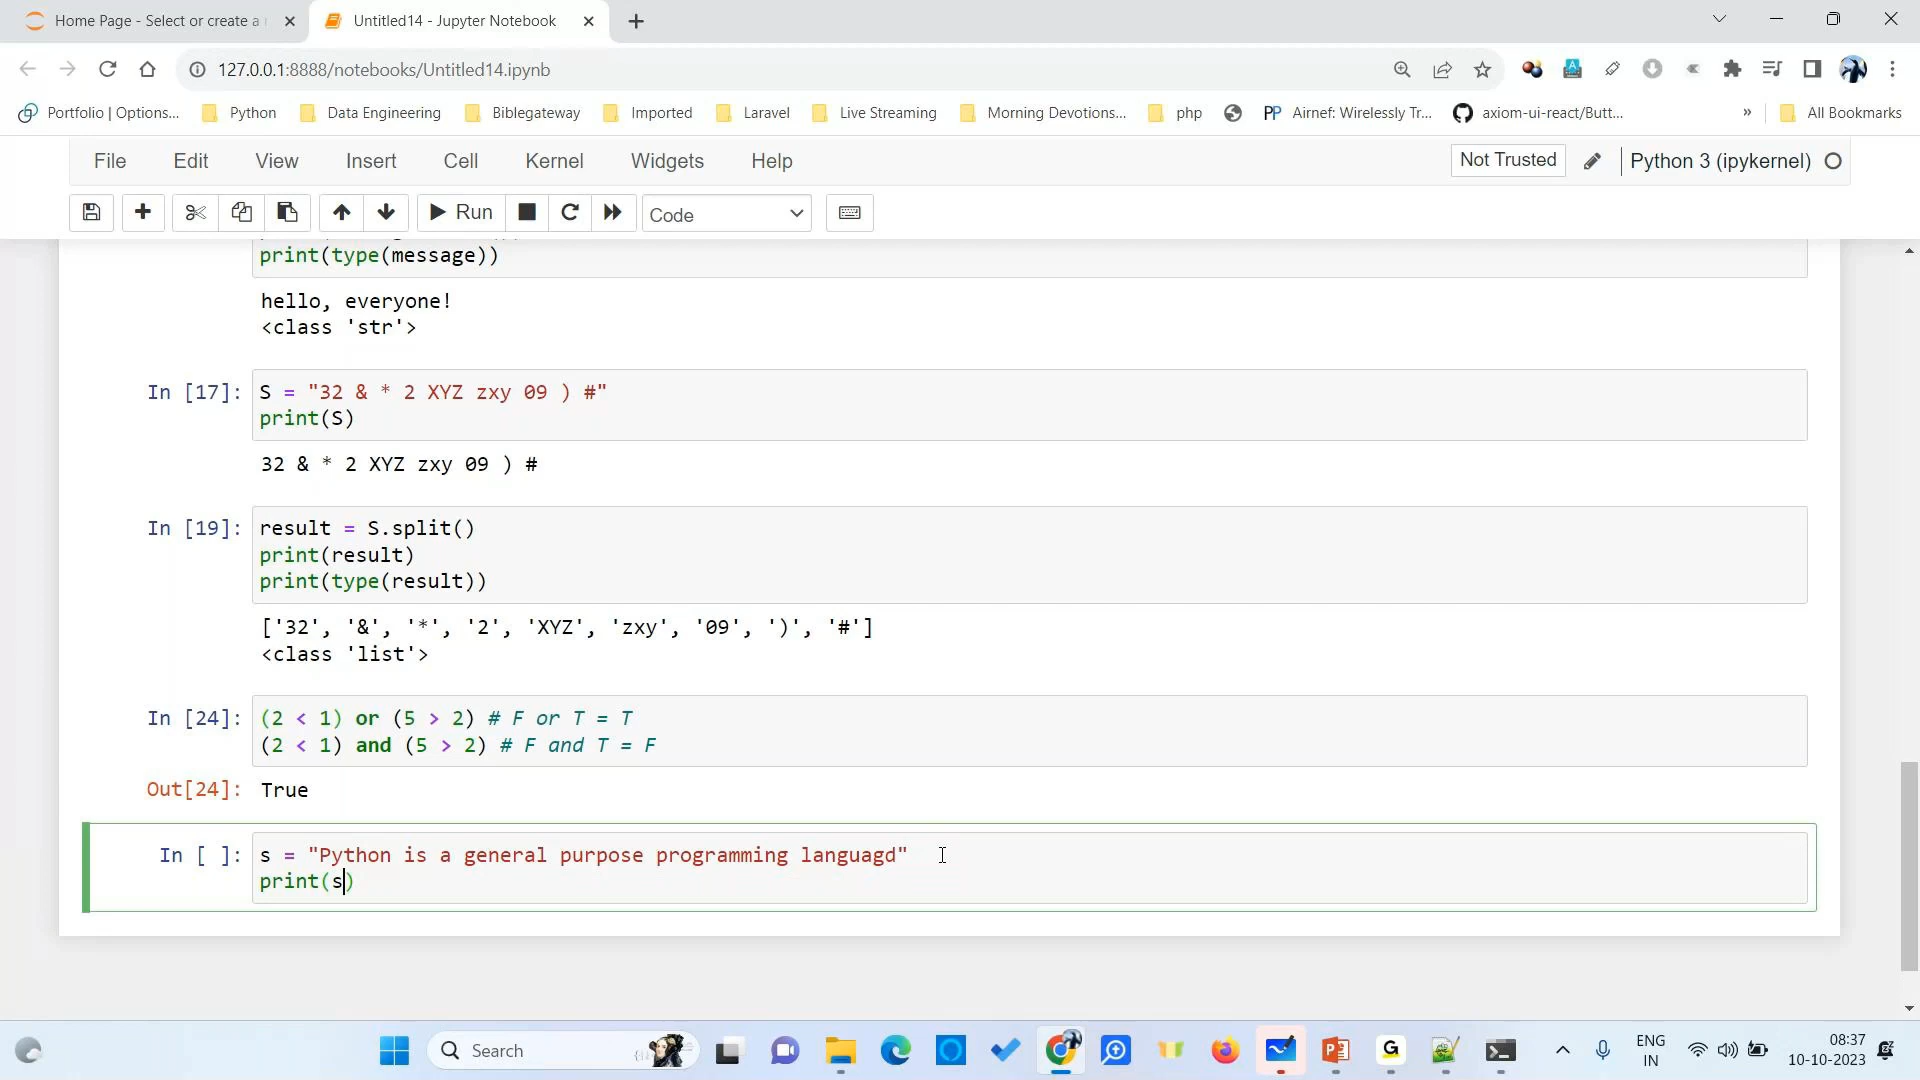 Home Page - Select or create a
Untitled14 - Jupyter Notebook
127.0.0.1:8888/notebooks/Untitled14.ipynb
Portfolio | Options...
Python
Data Engineering
Biblegateway
Imported
Laravel
Live Streaming
Morning Devotions...
php
PP Airnef: Wirelessly Tr...
axiom-ui-react/Butt...
»
All Bookmarks
File Edit View Insert Cell Kernel Widgets Help
Not Trusted
Python 3 (ipykernel)
Run
Code
print(type(message))
hello, everyone!
<class 'str'>
In [17]: S = "32 & * 2 XYZ zxy 09 ) #"
print(S)
32 & * 2 XYZ zxy 09 ) #
In [19]: result = S.split()
print(result)
print(type(result))
['32', '&', '*', '2', 'XYZ', 'zxy', '09', ')', '#']
<class 'list'>
In [24]: (2 < 1) or (5 > 2) # F or T = T
(2 < 1) and (5 > 2) # F and T = F
Out[24]: True
In [ ]: s = "Python is a general purpose programming languagd"
print(s)
Search
ENG
IN
08:37
10-10-2023